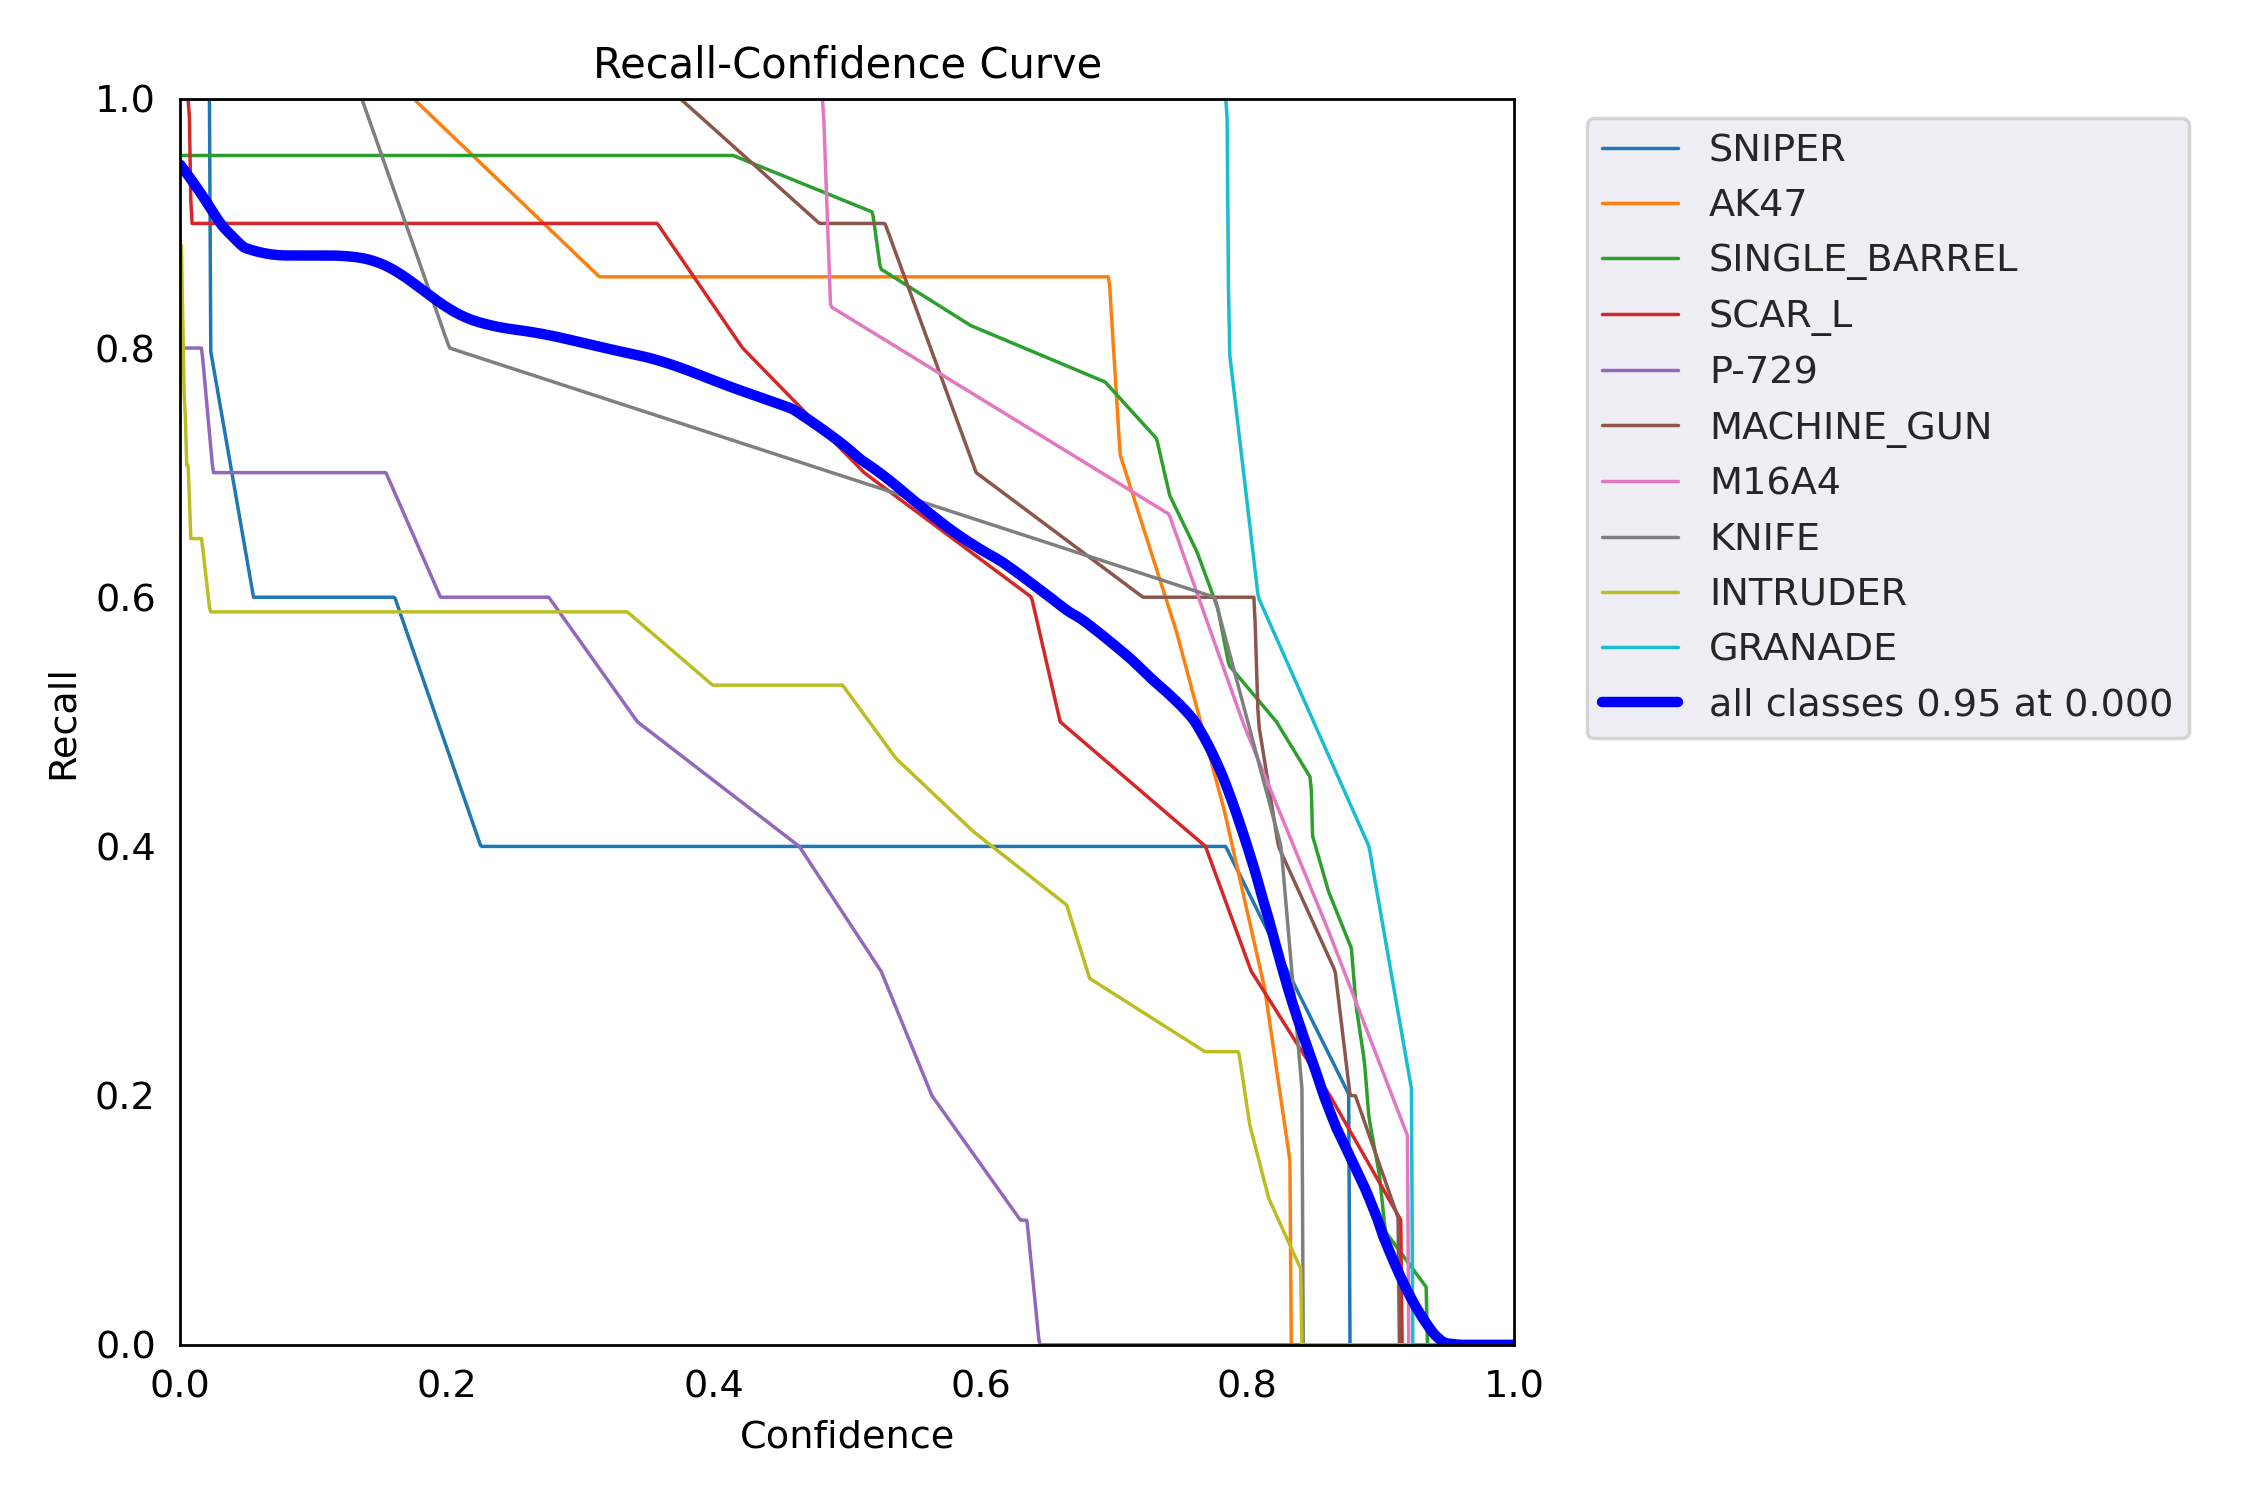 Recall-Confidence Curve
1.0
0.8
0.6
0.4
0.2
0.0
Recall
0.0 0.2 0.4 0.6 0.8 1.0
Confidence
SNIPER
AK47
SINGLE_BARREL
SCAR_L
P-729
MACHINE_GUN
M16A4
KNIFE
INTRUDER
GRANADE
all classes 0.95 at 0.000